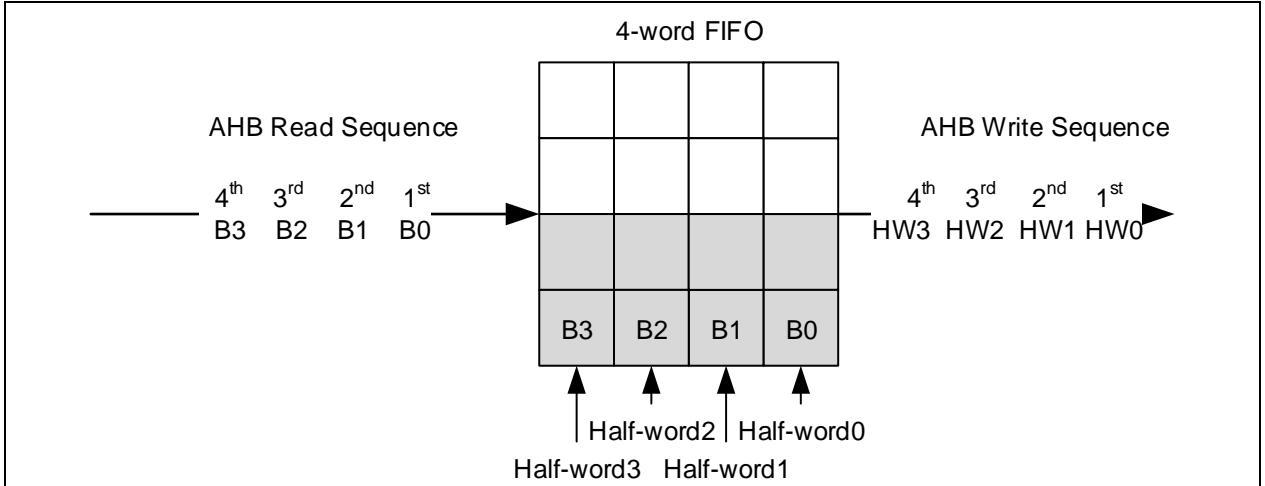 4-word FIFO
AHB Read Sequence
AHB Write Sequence
4th 3rd 2nd 1st
B3 B2 B1 B0
4th 3rd 2nd 1st
HW3 HW2 HW1 HW0
B3 B2 B1 B0
Half-word2 Half-word0
Half-word3 Half-word1